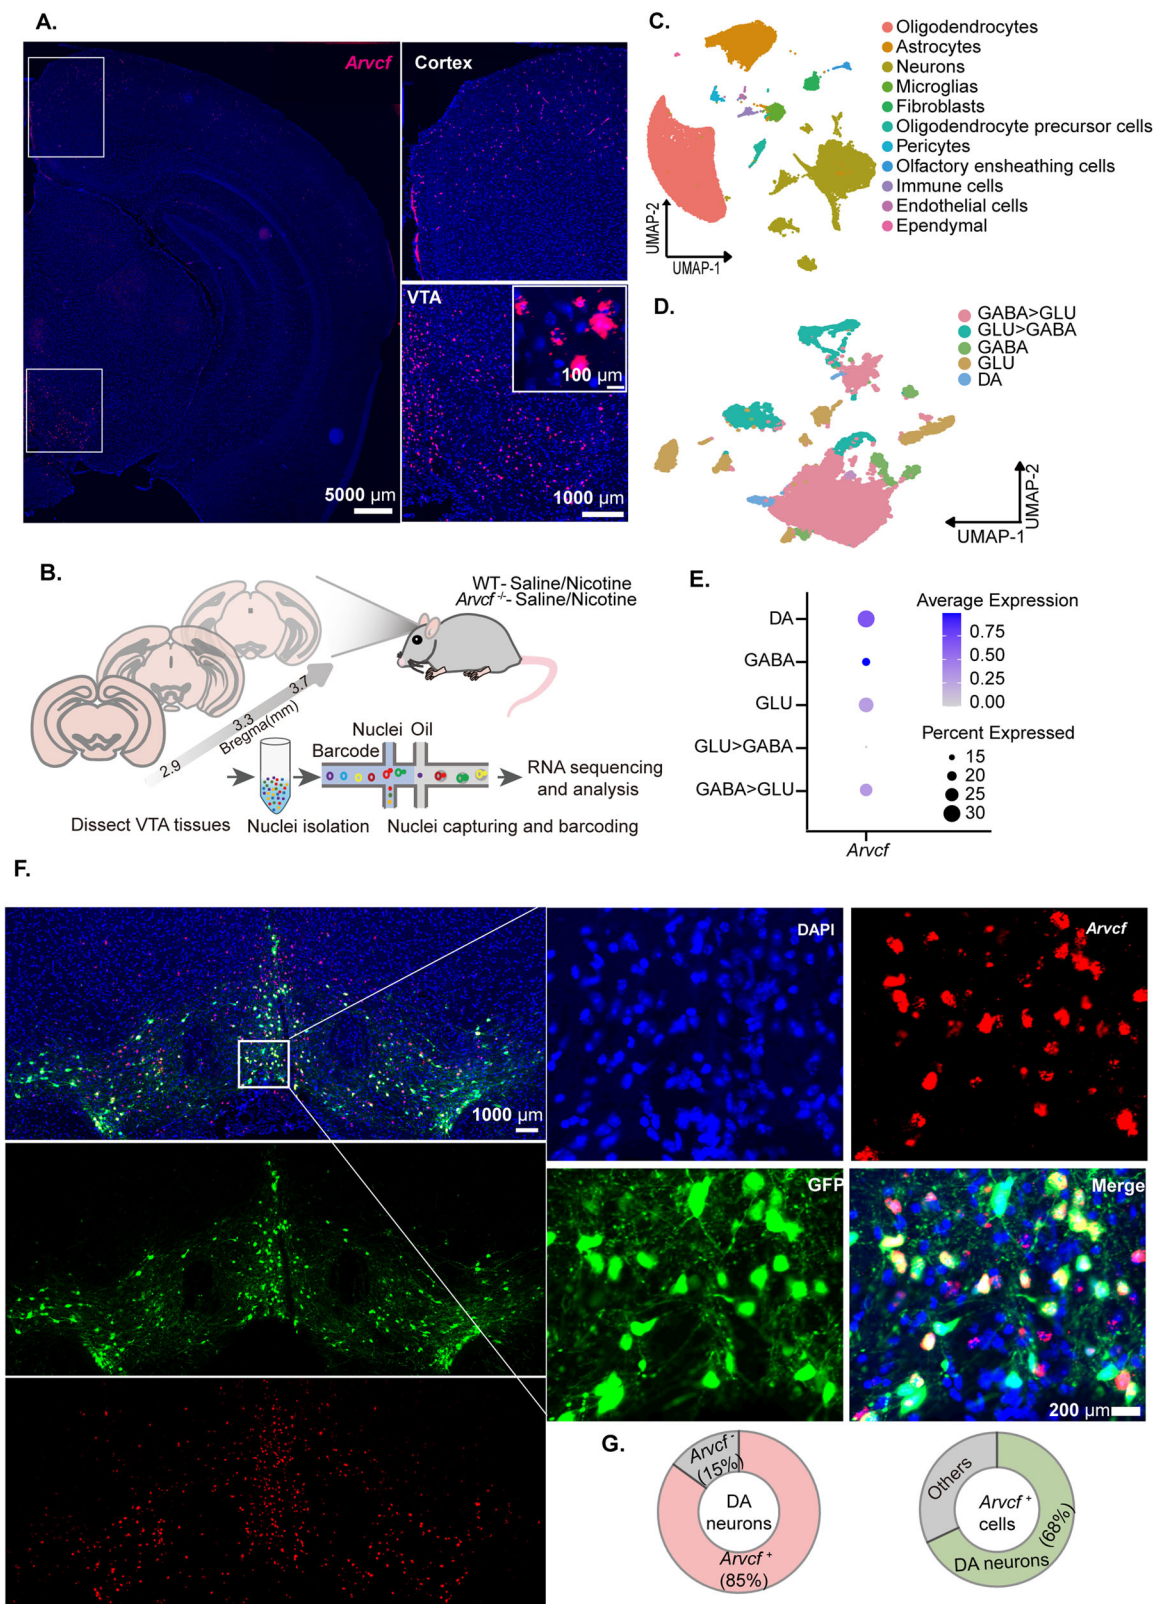 A.
Arvcf
Cortex
VTA
100 µm
5000 µm
1000 µm
B.
WT- Saline/Nicotine
Arvcf -/-- Saline/Nicotine
2.9
3.3
3.7
Bregma(mm)
Nuclei
Oil
Barcode
RNA sequencing
and analysis
Dissect VTA tissues
Nuclei isolation
Nuclei capturing and barcoding
C.
Oligodendrocytes
Astrocytes
Neurons
Microglias
Fibroblasts
Oligodendrocyte precursor cells
Pericytes
Olfactory ensheathing cells
Immune cells
Endothelial cells
Ependymal
UMAP-2
UMAP-1
D.
GABA>GLU
GLU>GABA
GABA
GLU
DA
UMAP-2
UMAP-1
E.
DA
GABA
GLU
GLU>GABA
GABA>GLU
Arvcf
Average Expression
0.75
0.50
0.25
0.00
Percent Expressed
15
20
25
30
F.
1000 µm
DAPI
Arvcf
GFP
Merge
200 µm
G.
Arvcf -
(15%)
DA
neurons
Arvcf +
(85%)
Others
Arvcf +
cells
(68%)
DA neurons